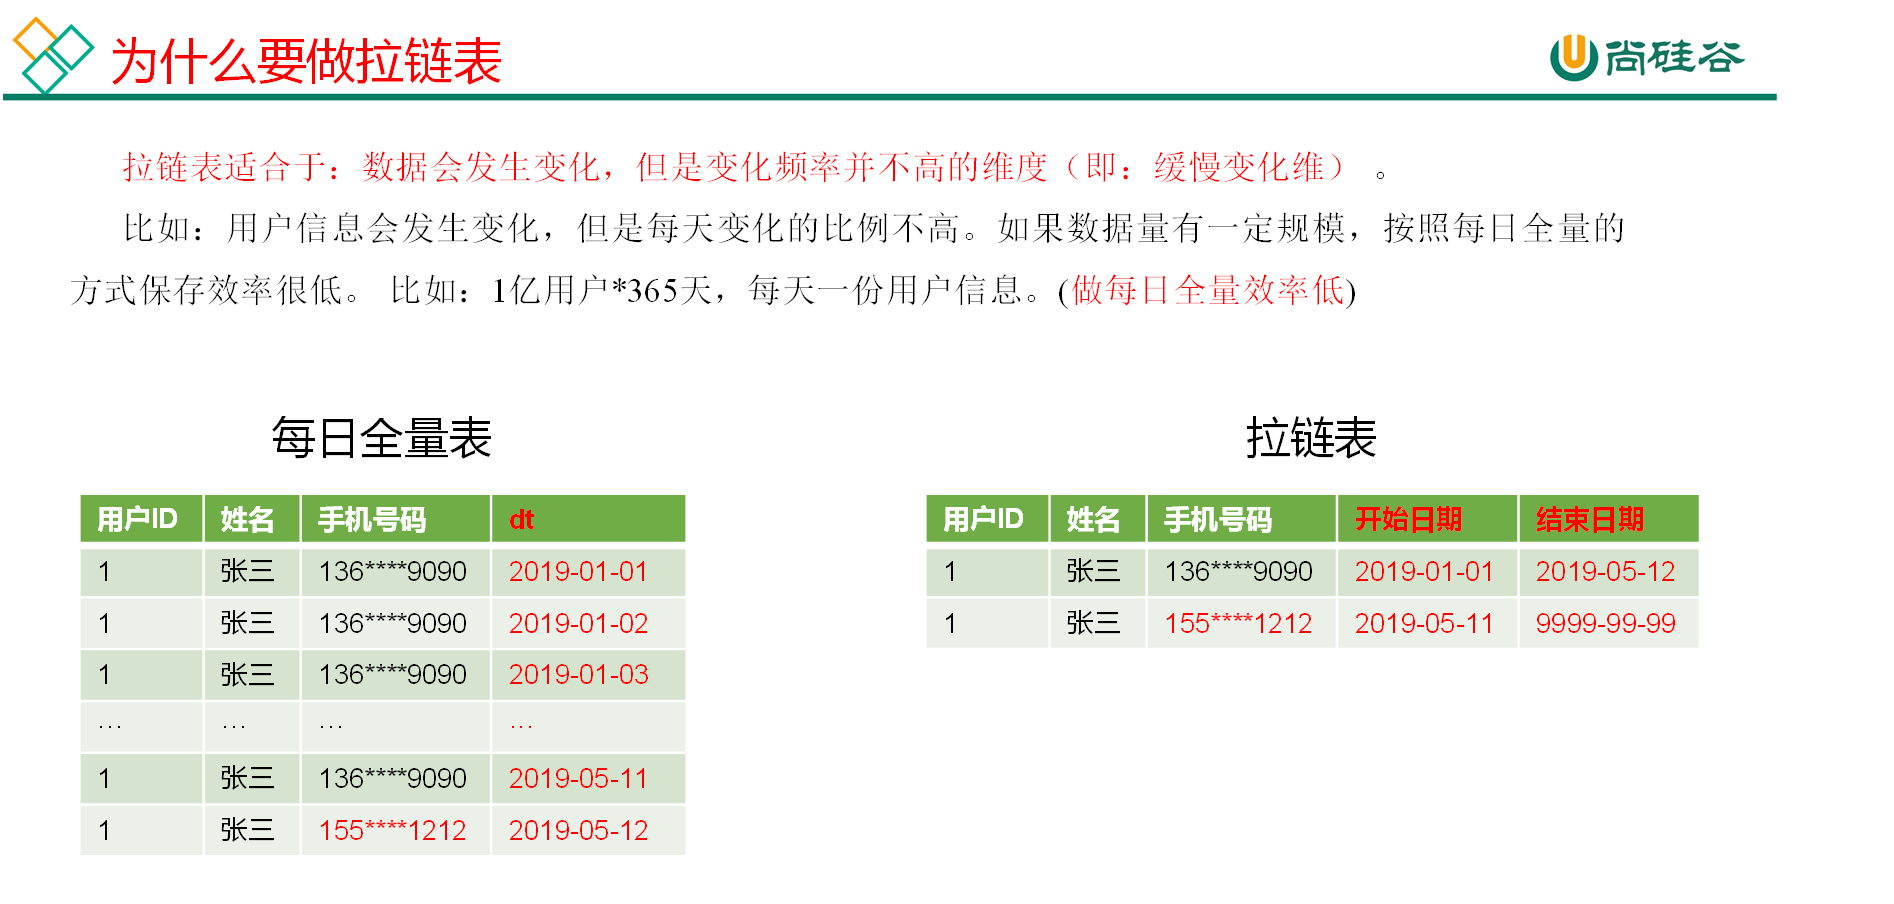 为什么要做拉链表
尚硅谷
拉链表适合于：数据会发生变化，但是变化频率并不高的维度（即：缓慢变化维） 。
比如：用户信息会发生变化，但是每天变化的比例不高。如果数据量有一定规模，按照每日全量的
方式保存效率很低。 比如：1亿用户*365天，每天一份用户信息。(做每日全量效率低)
每日全量表
用户ID 姓名 手机号码 dt
1 张三 136****9090 2019-01-01
1 张三 136****9090 2019-01-02
1 张三 136****9090 2019-01-03
… … … …
1 张三 136****9090 2019-05-11
1 张三 155****1212 2019-05-12
拉链表
用户ID 姓名 手机号码 开始日期 结束日期
1 张三 136****9090 2019-01-01 2019-05-12
1 张三 155****1212 2019-05-11 9999-99-99